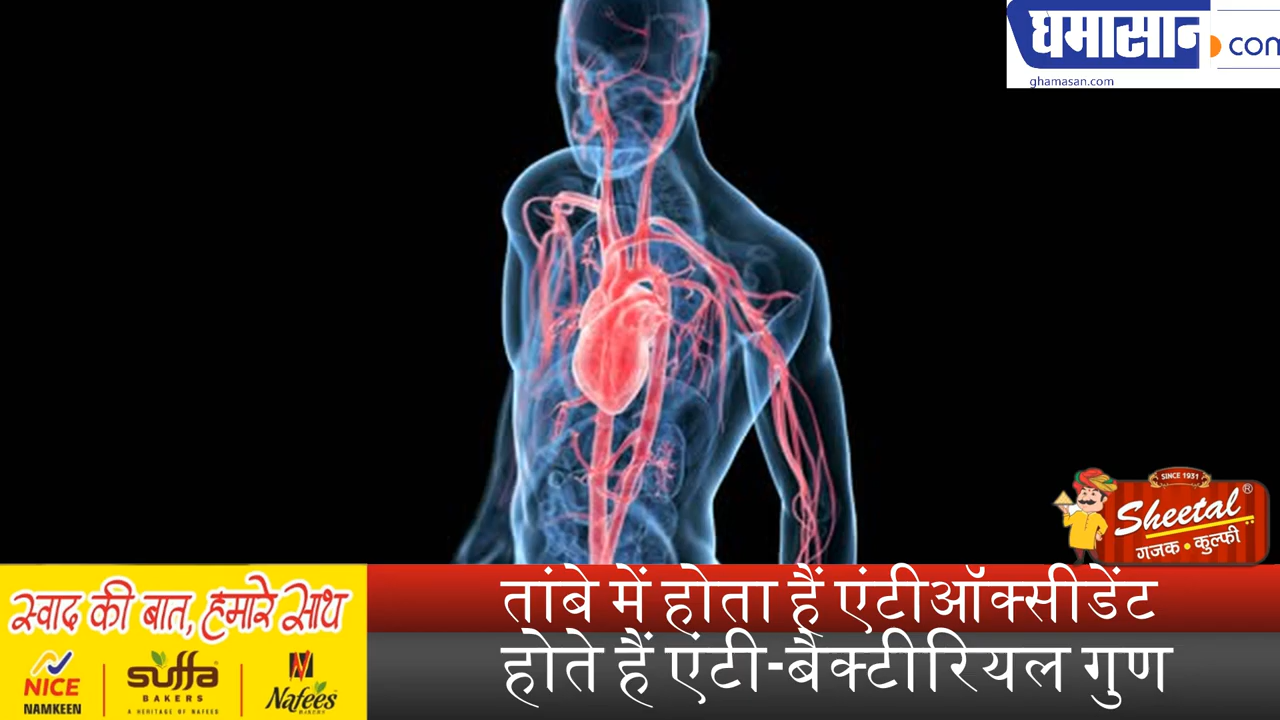 घमासान.com
ghamasan.com
SINCE 1931
Sheetal®
गजक • कुल्फी
तांबे में होता हैं एंटीऑक्सीडेंट
होते हैं एंटी-बैक्टीरियल गुण
स्वाद की बात, हमारे साथ
NICE
NAMKEEN
Suffa
BAKERS
A HERITAGE OF NAFEES
Nafees
BAKERS